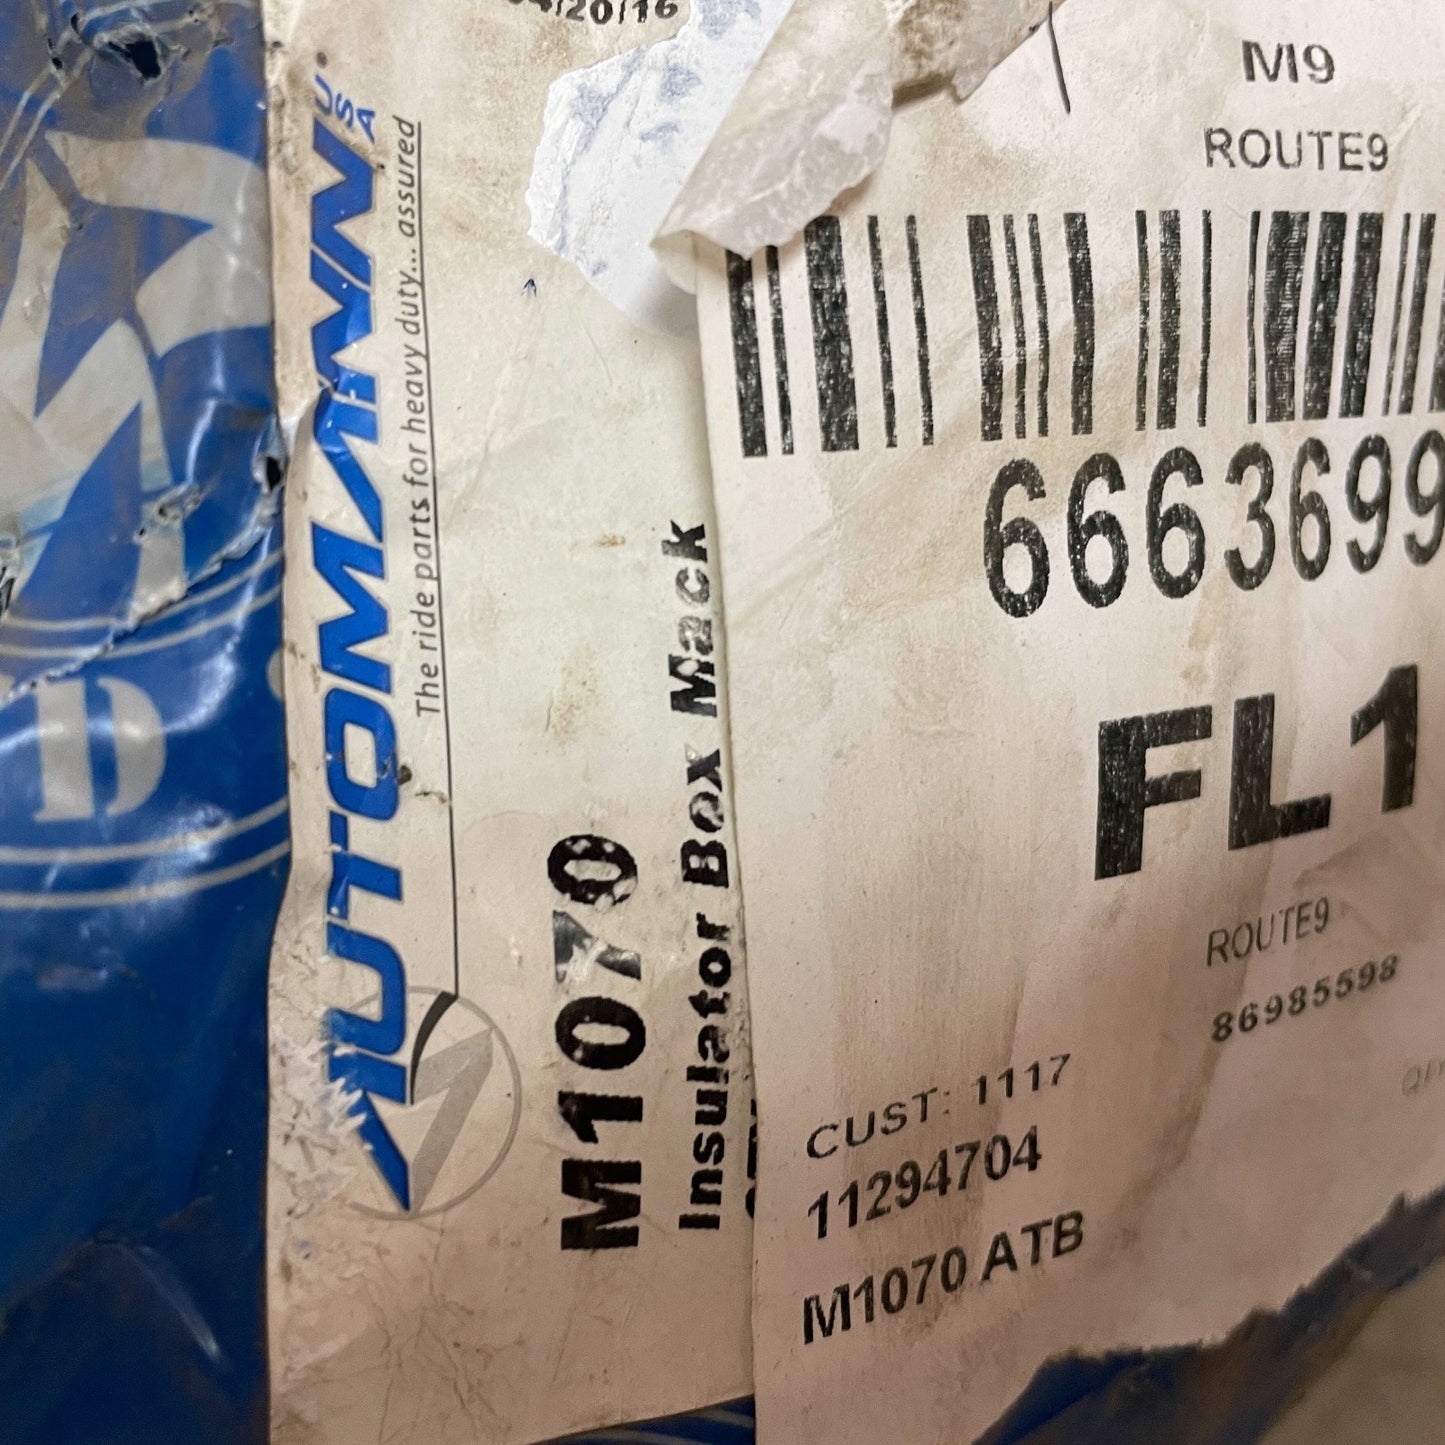 AUTOMANN USA
The ride parts for heavy duty... assured
M1070
Insulator Box Mack
M9
ROUTE9
6663699
FL1
ROUTE9
86985598
CUST: 1117
11294704
M1070 ATB
D